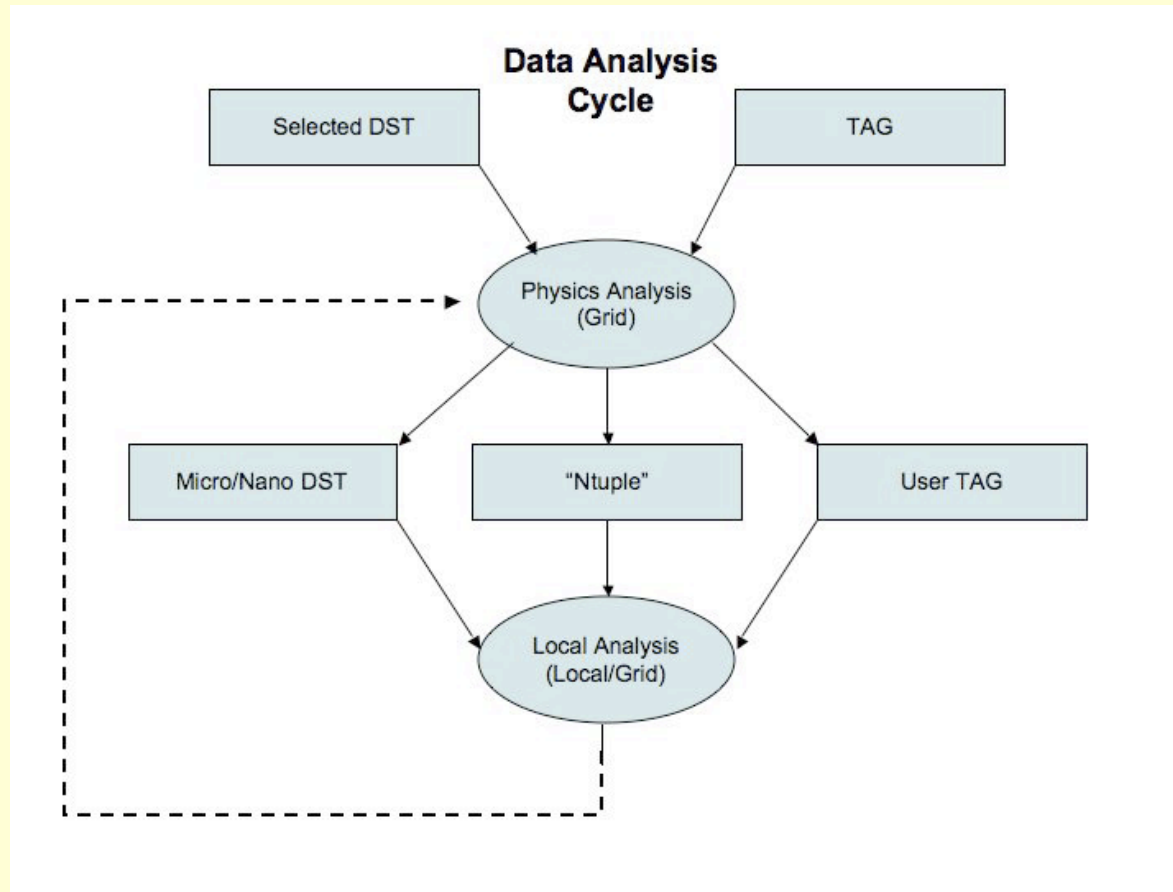 Data Analysis
Cycle
Selected DST
TAG
Physics Analysis
(Grid)
Micro/Nano DST
“Ntuple”
User TAG
Local Analysis
(Local/Grid)